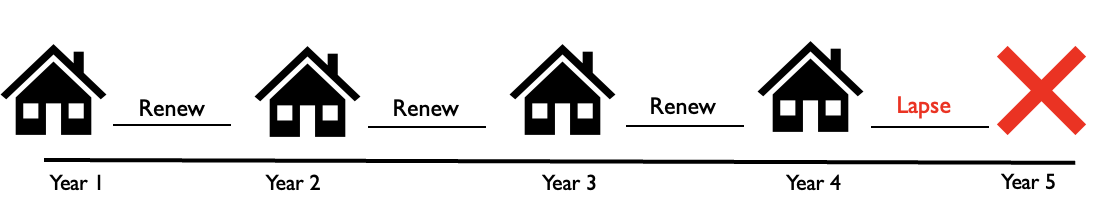 Renew
Renew
Renew
Lapse
Year 1
Year 2
Year 3
Year 4
Year 5